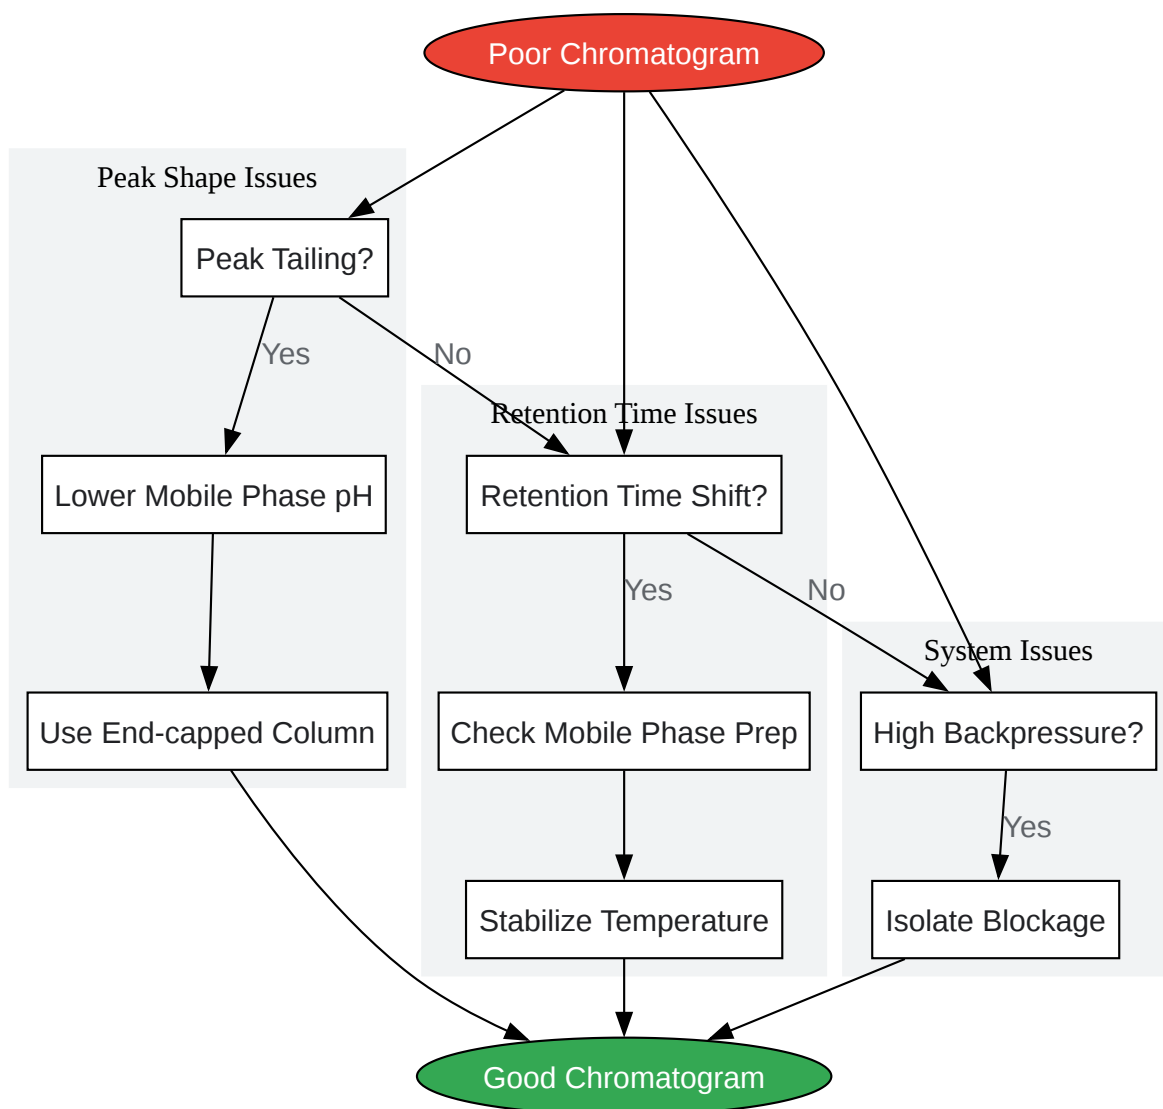 Poor Chromatogram
Peak Shape Issues
Peak Tailing?
Yes
No
Retention Time Issues
Lower Mobile Phase pH
Retention Time Shift?
Yes
No
System Issues
Use End-capped Column
Check Mobile Phase Prep
High Backpressure?
Yes
Stabilize Temperature
Isolate Blockage
Good Chromatogram